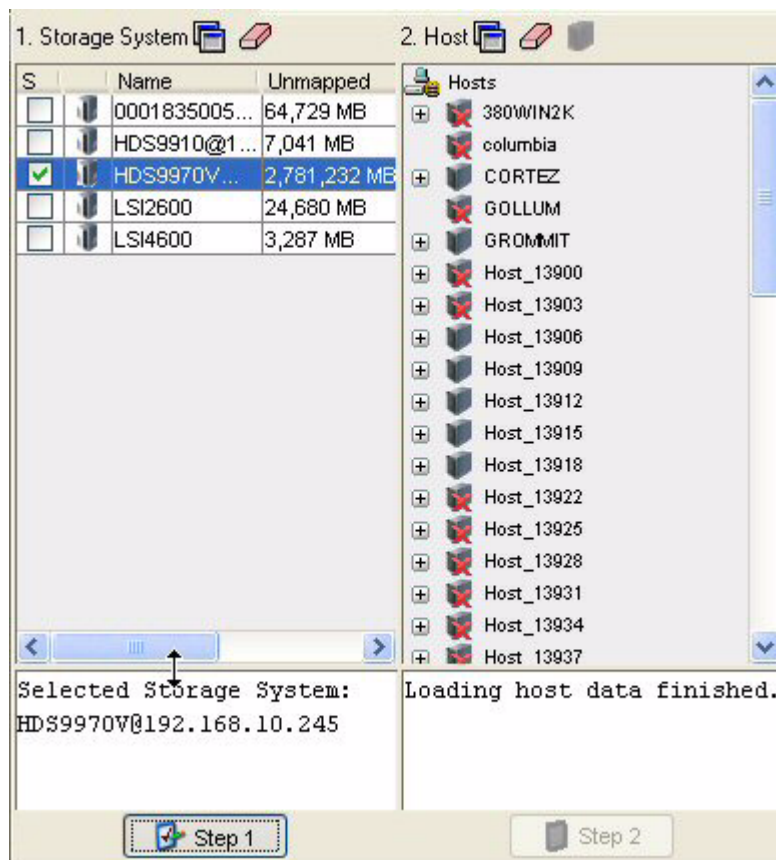 1. Storage System
S Name Unmapped
0001835005... 64,729 MB
HDS9910@1... 7,041 MB
HDS9970V... 2,781,232 MB
LSI2600 24,680 MB
LSI4600 3,287 MB
Selected Storage System:
HDS9970V@192.168.10.245
Step 1
2. Host
Hosts
380WIN2K
columbia
CORTEZ
GOLLUM
GROMMIT
Host_13900
Host_13903
Host_13906
Host_13909
Host_13912
Host_13915
Host_13918
Host_13922
Host_13925
Host_13928
Host_13931
Host_13934
Host_13937
Loading host data finished.
Step 2